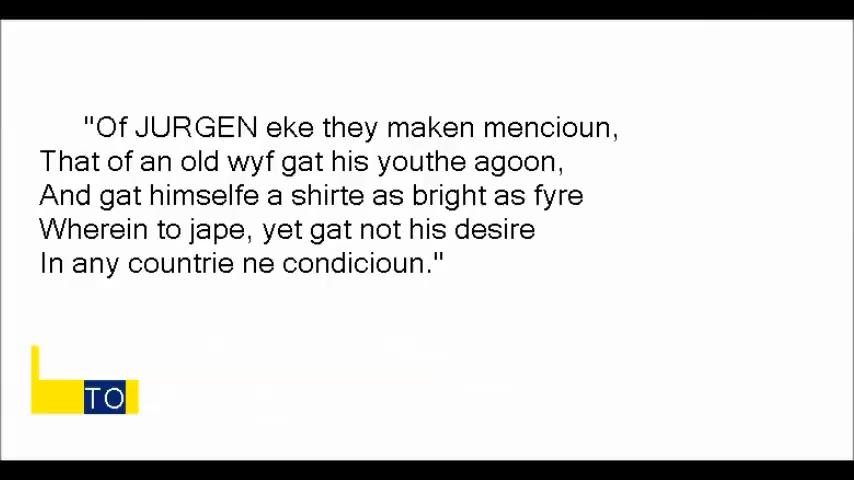 "Of JURGEN eke they maken mencioun,
That of an old wyf gat his youthe agoon,
And gat himselfe a shirte as bright as fyre
Wherein to jape, yet gat not his desire
In any countrie ne condicioun."
TO